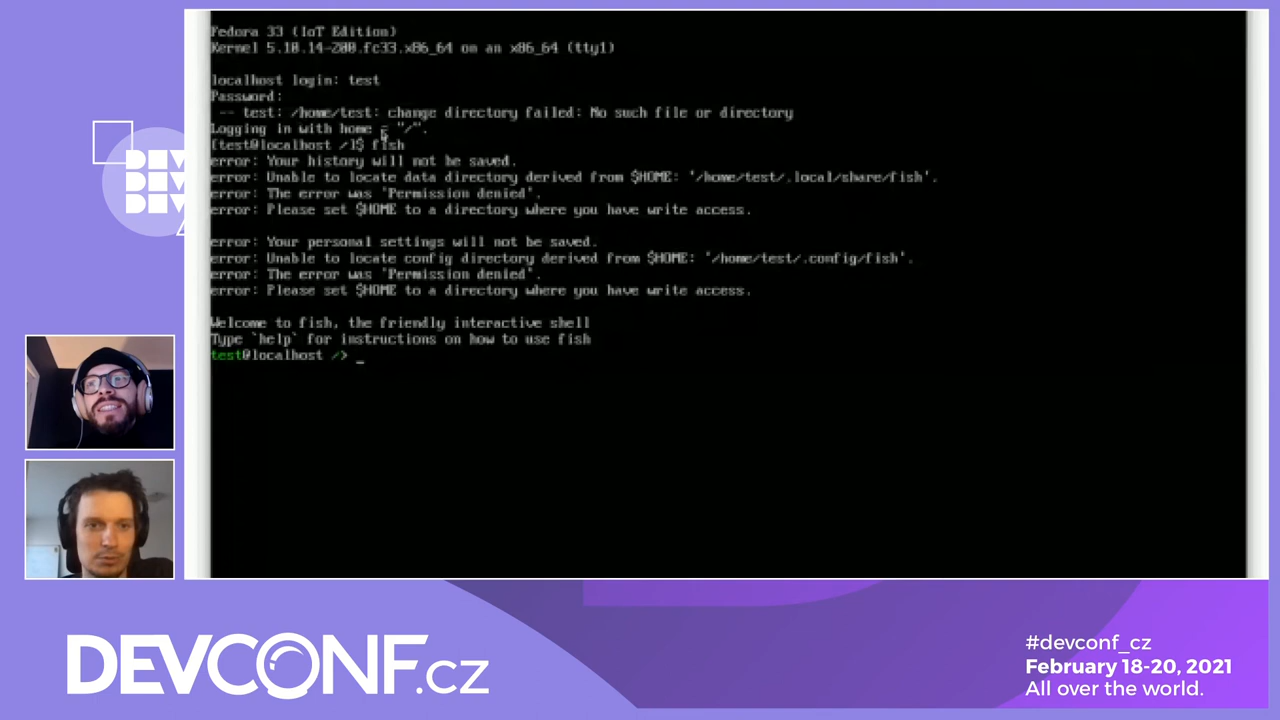 Fedora 33 (IoT Edition)
Kernel 5.10.14-200.fc33.x86_64 on an x86_64 (tty1)
localhost login: test
Password:
-- test: /home/test: change directory failed: No such file or directory
Logging in with home = "/".
[test@localhost /]$ fish
error: Your history will not be saved.
error: Unable to locate data directory derived from $HOME: '/home/test/.local/share/fish'.
error: The error was 'Permission denied'.
error: Please set $HOME to a directory where you have write access.
error: Your personal settings will not be saved.
error: Unable to locate config directory derived from $HOME: '/home/test/.config/fish'.
error: The error was 'Permission denied'.
error: Please set $HOME to a directory where you have write access.
Welcome to fish, the friendly interactive shell
Type `help` for instructions on how to use fish
test@localhost /> _
DEV
DEV
DEV
DEVCONF.cz
#devconf_cz
February 18-20, 2021
All over the world.